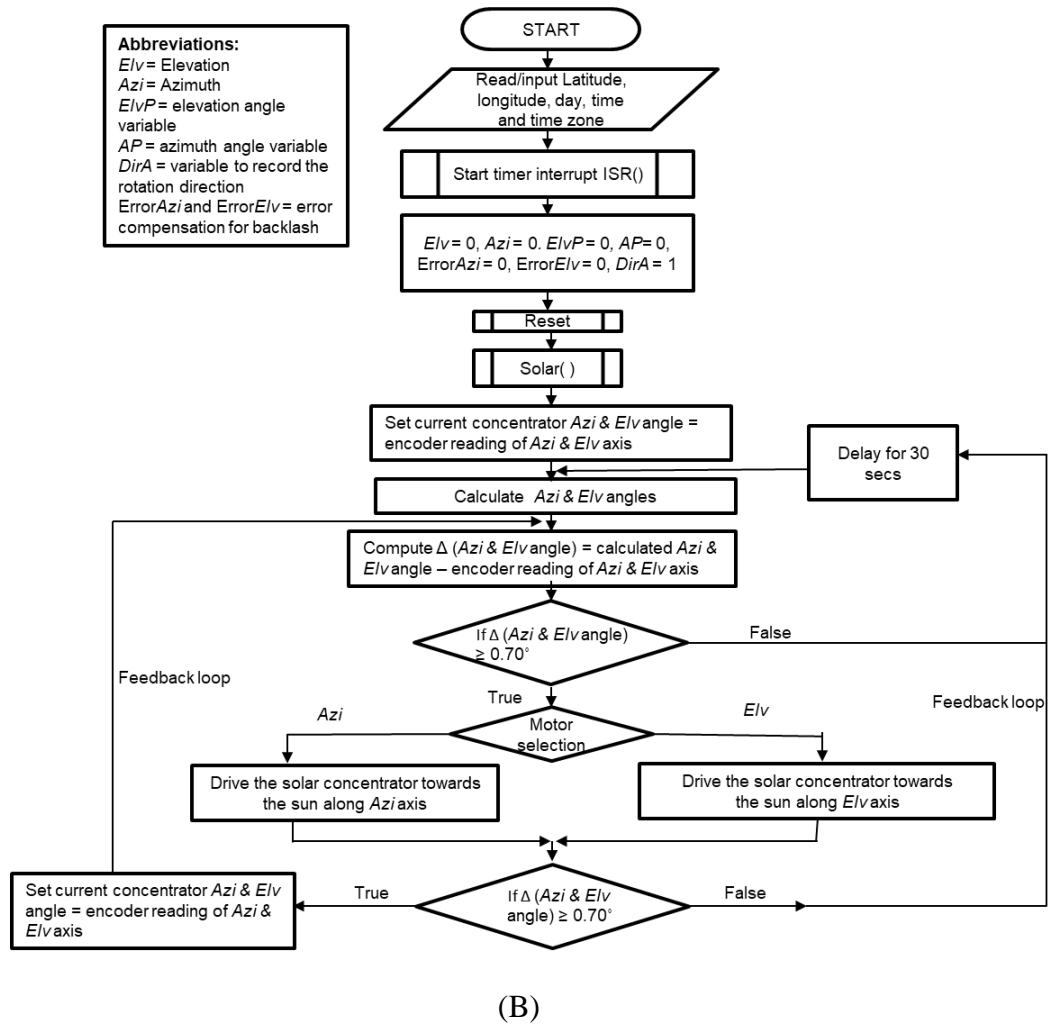 START
Abbreviations:
Elv = Elevation
Azi = Azimuth
ElvP = elevation angle
variable
AP = azimuth angle variable
DirA = variable to record the
rotation direction
ErrorAzi and ErrorElv = error
compensation for backlash
Read/input Latitude,
longitude, day, time
and time zone
Start timer interrupt ISR()
Elv = 0, Azi = 0. ElvP = 0, AP= 0,
ErrorAzi = 0, ErrorElv = 0, DirA = 1
Reset
Solar( )
Set current concentrator Azi & Elv angle =
encoder reading of Azi & Elv axis
Delay for 30
secs
Calculate Azi & Elv angles
Compute Δ (Azi & Elv angle) = calculated Azi &
Elv angle – encoder reading of Azi & Elv axis
If Δ (Azi & Elv angle)
≥ 0.70°
False
Feedback loop
True
Feedback loop
Azi
Motor
selection
Elv
Drive the solar concentrator towards
the sun along Azi axis
Drive the solar concentrator towards
the sun along Elv axis
Set current concentrator Azi & Elv
angle = encoder reading of Azi &
Elv axis
True
If Δ (Azi & Elv
angle) ≥ 0.70°
False
(B)